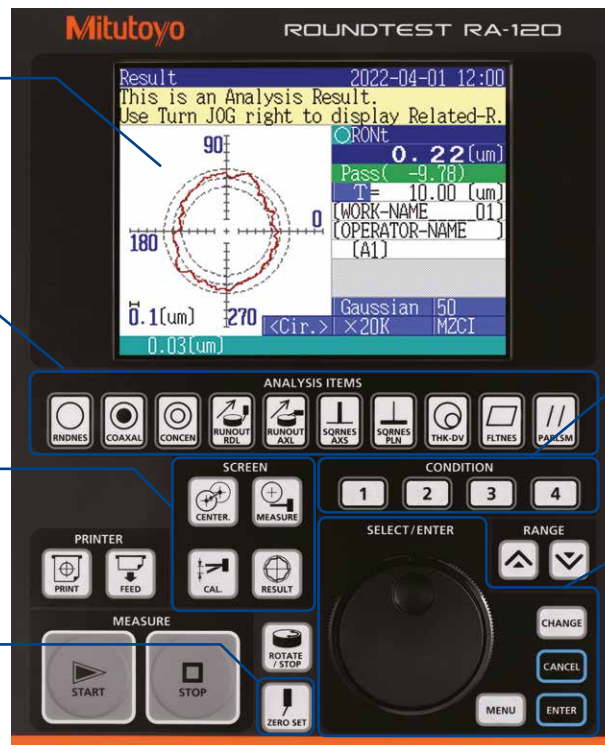 Mitutoyo ROUNDTEST RA-120
Result 2022-04-01 12:00
This is an Analysis Result.
Use Turn JOG right to display Related-R.
90
0
180
270
0.1(um)
○RONt
0.22(um)
Pass( -9.78)
T= 10.00 (um)
(WORK-NAME 01)
(OPERATOR-NAME )
(A1)
Gaussian 50
<Cir.> ×20K MZCI
0.03(um)
ANALYSIS ITEMS
RNDNES COAXAL CONCEN RUNOUT RDL RUNOUT AXL SQRNES AXS SQRNES PLN THK-DV FLTNES PARLSM
SCREEN
CENTER. MEASURE
CAL. RESULT
CONDITION
1 2 3 4
PRINTER
PRINT FEED
SELECT/ENTER
RANGE
MEASURE
START STOP
ROTATE
/ STOP
ZERO SET
CHANGE
CANCEL
MENU ENTER